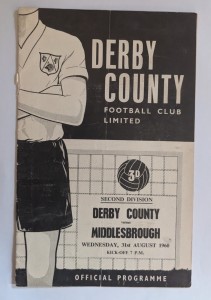 DERBY
COUNTY
FOOTBALL CLUB
LIMITED
3D
SECOND DIVISION
DERBY COUNTY
MIDDLESBROUGH
WEDNESDAY, 31st AUGUST 1960
KICK-OFF 7 P.M.
OFFICIAL PROGRAMME